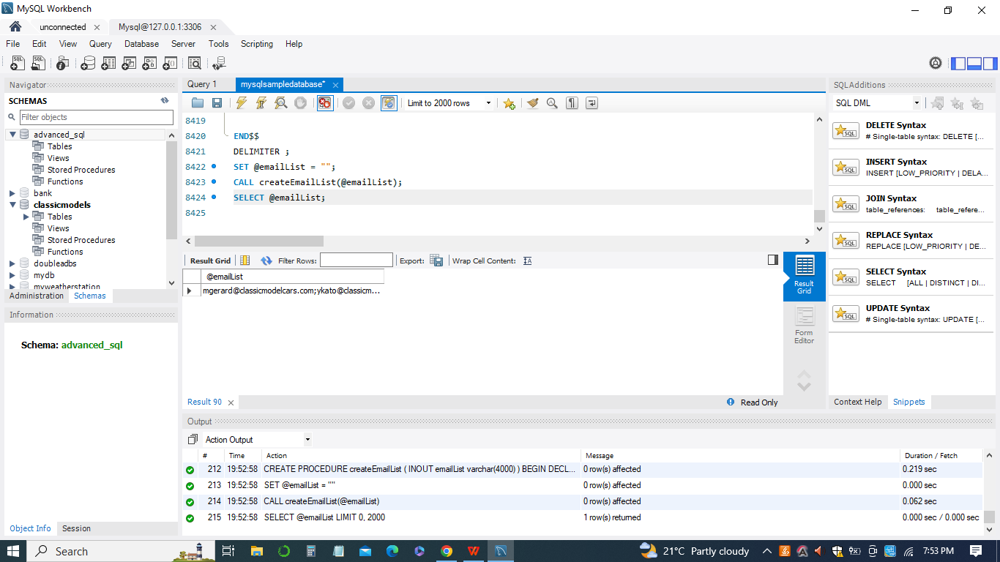 MySQL Workbench
unconnected
Mysql@127.0.0.1:3306
File Edit View Query Database Server Tools Scripting Help
Navigator
SCHEMAS
Filter objects
advanced_sql
Tables
Views
Stored Procedures
Functions
bank
classicmodels
Tables
Views
Stored Procedures
Functions
doubleadbs
mydb
myweatherstation
Administration Schemas
Information
Schema: advanced_sql
Object Info Session
Query 1
mysqlsampledatabase*
Limit to 2000 rows
8419
8420 END$$
8421 DELIMITER ;
8422 SET @emailList = "";
8423 CALL createEmailList(@emailList);
8424 SELECT @emailList;
8425
Result Grid Filter Rows: Export: Wrap Cell Content:
@emailList
mgerard@classicmodelcars.com;ykato@classicm...
Result Grid
Form Editor
Result 90
Read Only
SQLAdditions
SQL DML
DELETE Syntax
# Single-table syntax: DELETE [...
INSERT Syntax
INSERT [LOW_PRIORITY | DELA...
JOIN Syntax
table_references: table_refere...
REPLACE Syntax
REPLACE [LOW_PRIORITY | DE...
SELECT Syntax
SELECT [ALL | DISTINCT | DI...
UPDATE Syntax
# Single-table syntax: UPDATE [...
Context Help Snippets
Output
Action Output
# Time Action Message Duration / Fetch
212 19:52:58 CREATE PROCEDURE createEmailList ( INOUT emailList varchar(4000) ) BEGIN DECL... 0 row(s) affected 0.219 sec
213 19:52:58 SET @emailList = "" 0 row(s) affected 0.000 sec
214 19:52:58 CALL createEmailList(@emailList) 0 row(s) affected 0.062 sec
215 19:52:58 SELECT @emailList LIMIT 0, 2000 1 row(s) returned 0.000 sec / 0.000 sec
Search
21°C Partly cloudy
7:53 PM